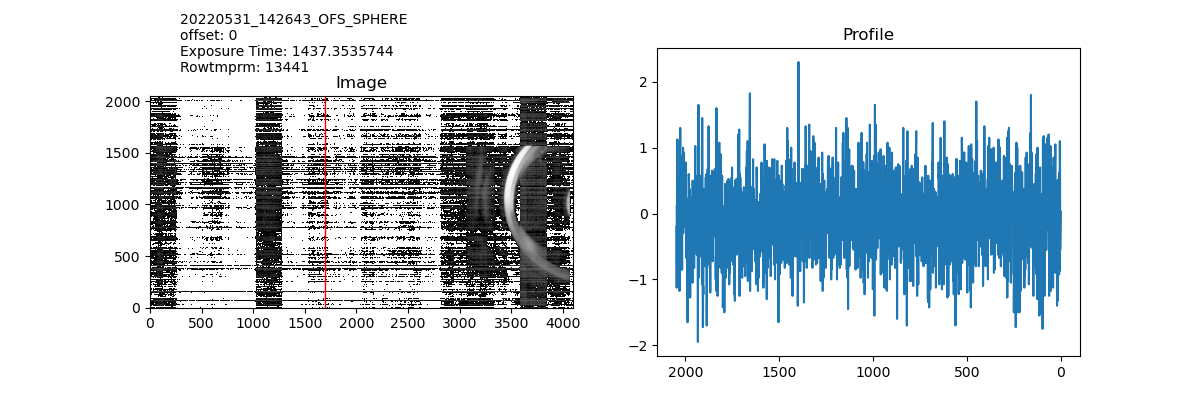 20220531_142643_OFS_SPHERE
offset: 0
Exposure Time: 1437.3535744
Rowtmprm: 13441
Image
2000
1500
1000
500
0
0 500 1000 1500 2000 2500 3000 3500 4000
Profile
2
1
0
−1
−2
2000 1500 1000 500 0